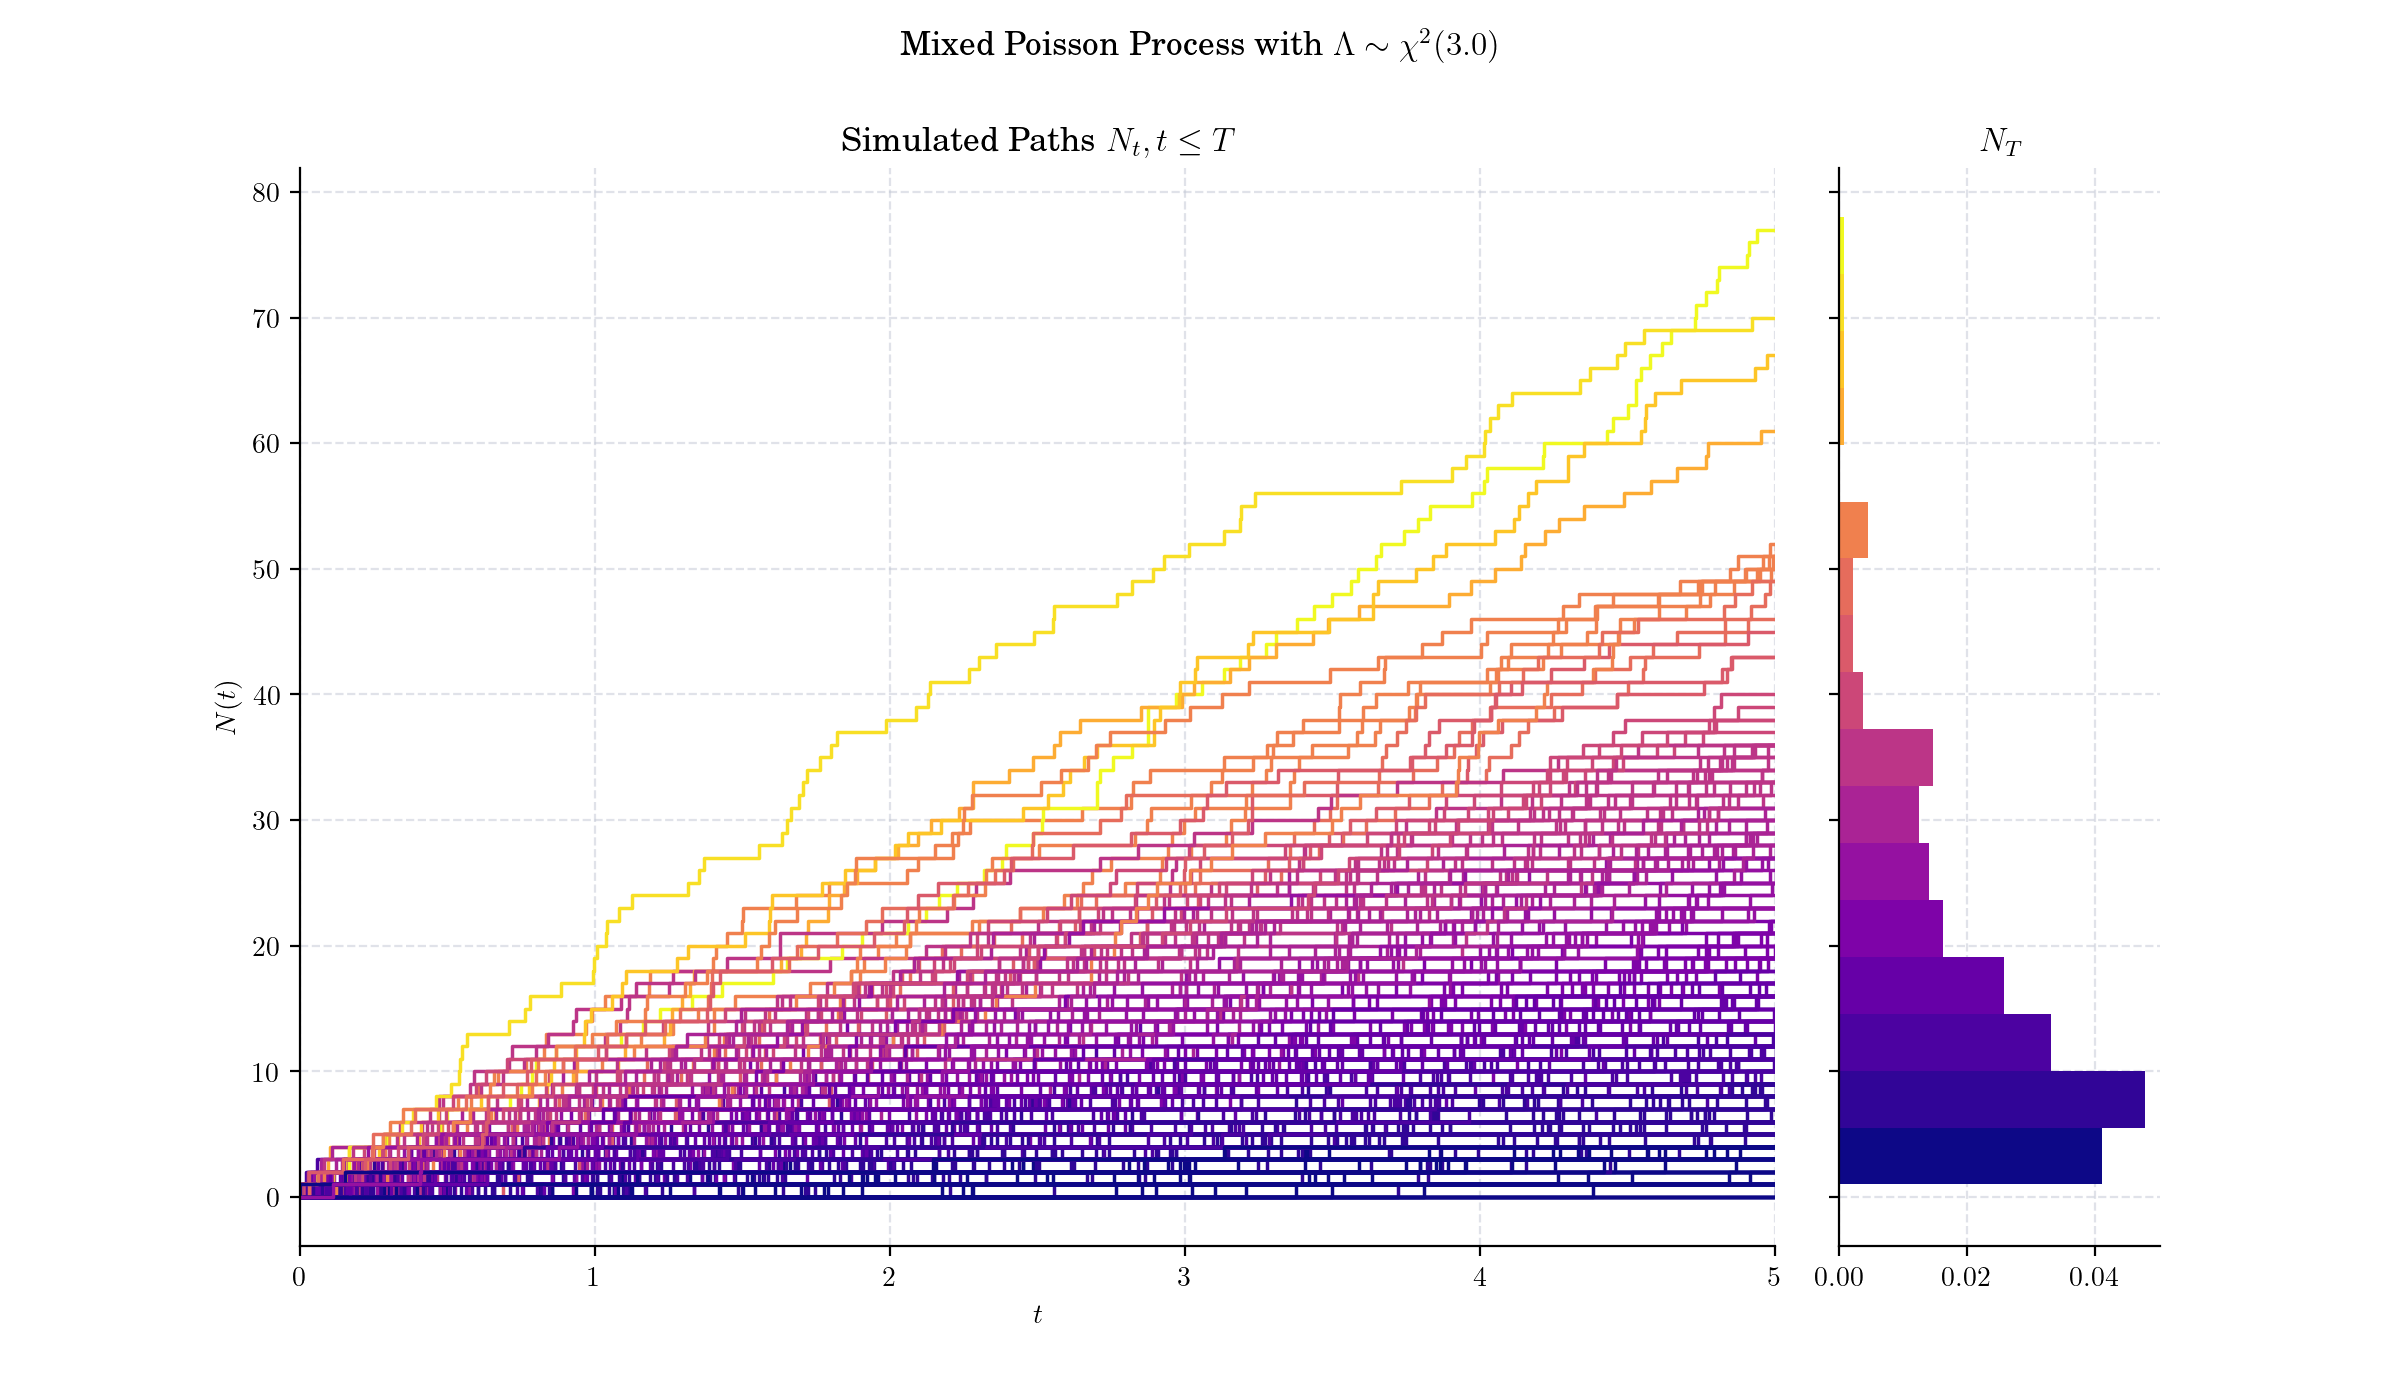 Mixed Poisson Process with Λ ∼ χ²(3.0)
Simulated Paths N_t, t ≤ T
N_T
80
70
60
50
40
30
20
10
0
N(t)
0 1 2 3 4 5
t
0.00 0.02 0.04